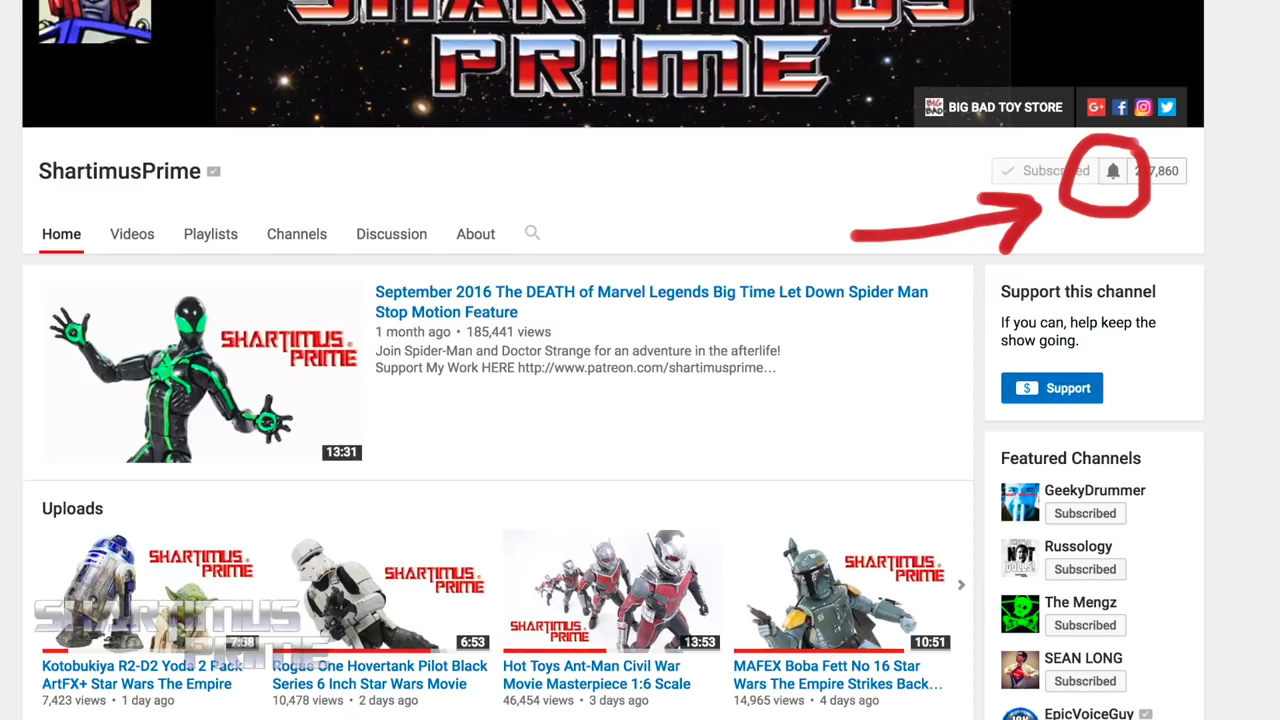 SHARTIMUS
PRIME
BIG BAD
BIG BAD TOY STORE
G+
ShartimusPrime
Subscribed
Home
Videos
Playlists
Channels
Discussion
About
September 2016 The DEATH of Marvel Legends Big Time Let Down Spider Man
Stop Motion Feature
1 month ago • 185,441 views
Join Spider-Man and Doctor Strange for an adventure in the afterlife!
Support My Work HERE http://www.patreon.com/shartimusprime…
SHARTIMUS
PRIME
13:31
Support this channel
If you can, help keep the
show going.
$ Support
Uploads
SHARTIMUS
PRIME
7:58
Kotobukiya R2-D2 Yoda 2 Pack
ArtFX+ Star Wars The Empire
7,423 views • 1 day ago
SHARTIMUS
PRIME
6:53
Rogue One Hovertank Pilot Black
Series 6 Inch Star Wars Movie
10,478 views • 2 days ago
SHARTIMUS
PRIME
13:53
Hot Toys Ant-Man Civil War
Movie Masterpiece 1:6 Scale
46,454 views • 3 days ago
SHARTIMUS
PRIME
10:51
MAFEX Boba Fett No 16 Star
Wars The Empire Strikes Back…
14,965 views • 4 days ago
SHARTIMUS
PRIME
Featured Channels
GeekyDrummer
Subscribed
Russology
Subscribed
The Mengz
Subscribed
SEAN LONG
Subscribed
EpicVoiceGuy